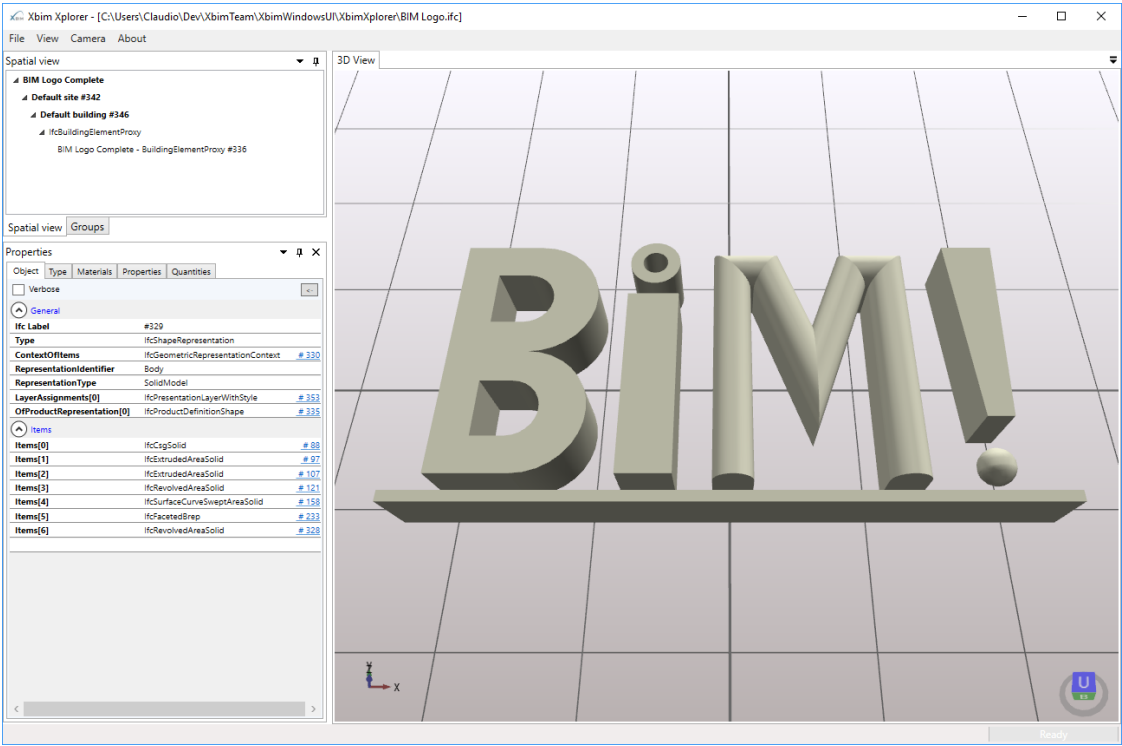 Xbim Xplorer - [C:\Users\Claudio\Dev\XbimTeam\XbimWindowsUI\XbimXplorer\BIM Logo.ifc]
File View Camera About
Spatial view
BIM Logo Complete
Default site #342
Default building #346
IfcBuildingElementProxy
BIM Logo Complete - BuildingElementProxy #336
Spatial view Groups
Properties
Object Type Materials Properties Quantities
Verbose
General
Ifc Label #329
Type IfcShapeRepresentation
ContextOfItems IfcGeometricRepresentationContext # 330
RepresentationIdentifier Body
RepresentationType SolidModel
LayerAssignments[0] IfcPresentationLayerWithStyle # 353
OfProductRepresentation[0] IfcProductDefinitionShape # 335
Items
Items[0] IfcCsgSolid # 88
Items[1] IfcExtrudedAreaSolid # 97
Items[2] IfcExtrudedAreaSolid # 107
Items[3] IfcRevolvedAreaSolid # 121
Items[4] IfcSurfaceCurveSweptAreaSolid # 158
Items[5] IfcFacetedBrep # 233
Items[6] IfcRevolvedAreaSolid # 328
3D View
BiM!
Z
X
U
Ready